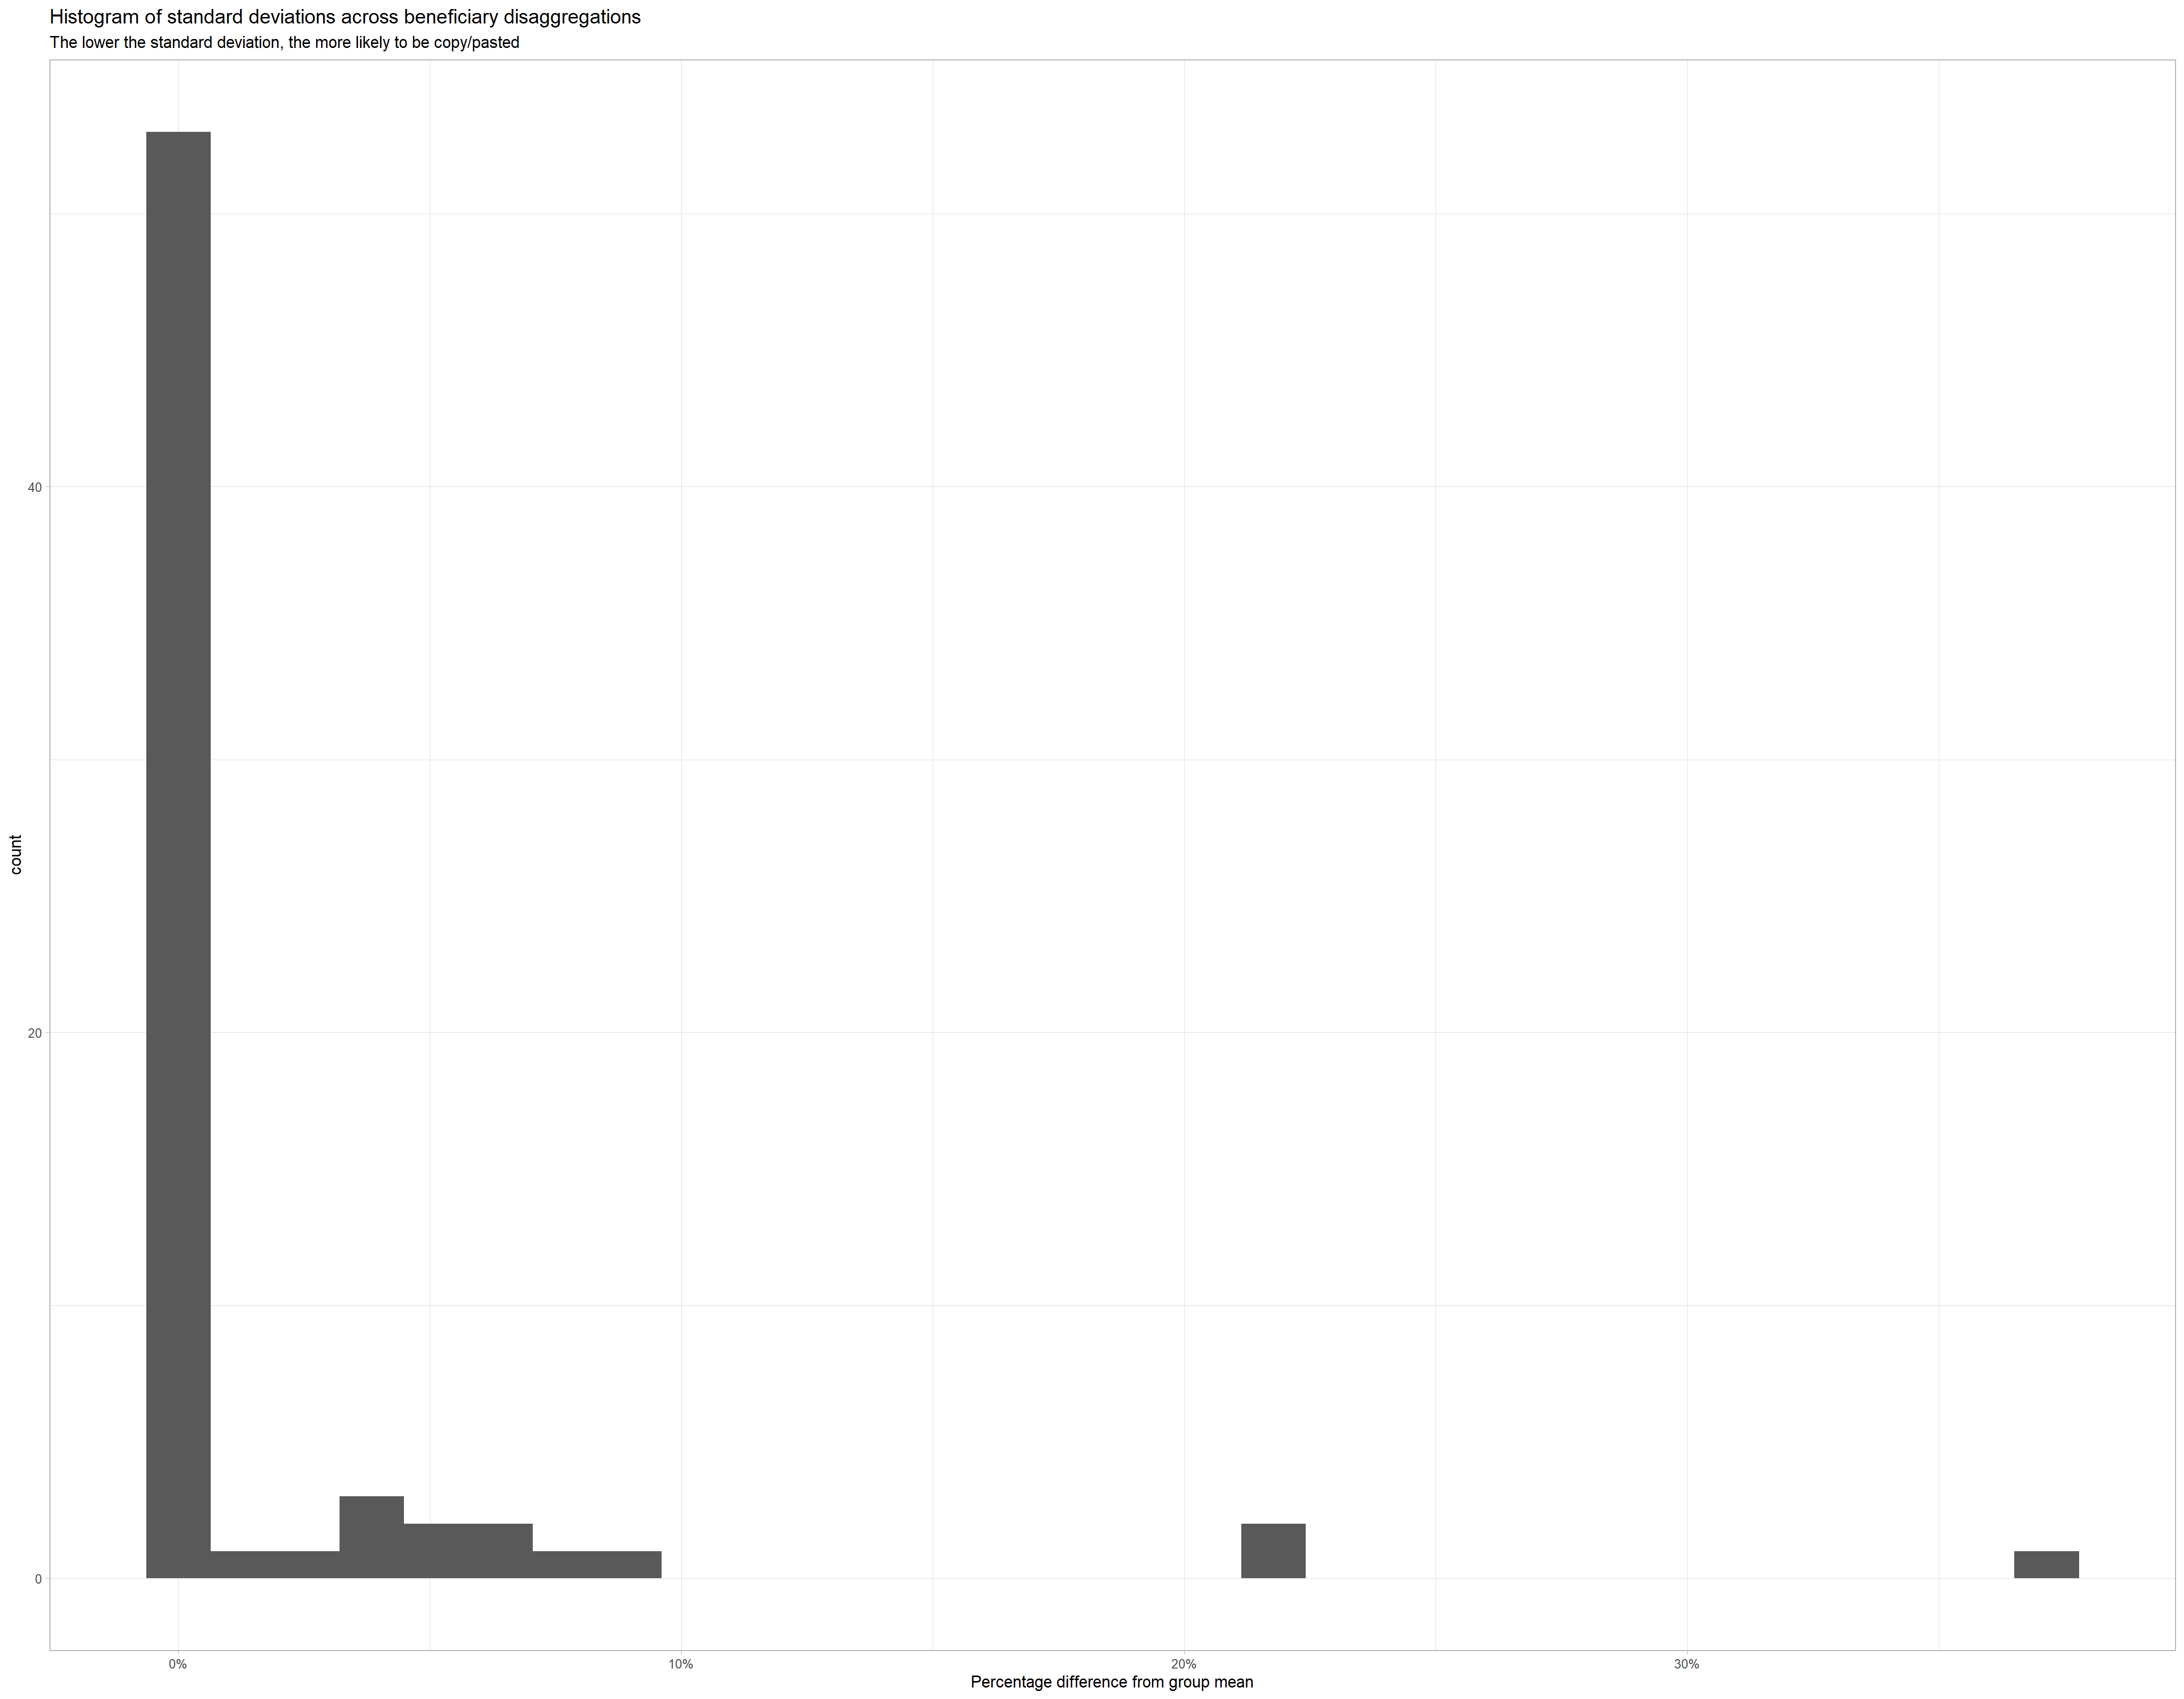 Histogram of standard deviations across beneficiary disaggregations
The lower the standard deviation, the more likely to be copy/pasted
40
20
0
count
0% 10% 20% 30%
Percentage difference from group mean